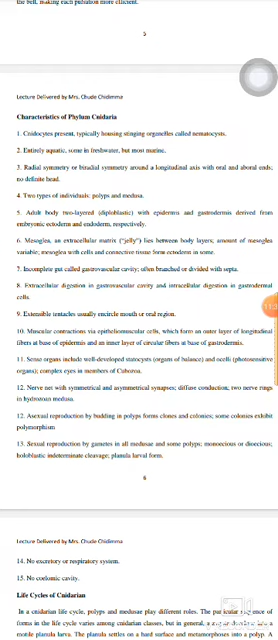 the bell, making each pulsation more efficient.
5
Lecture Delivered by Mrs. Chude Chidimma
Characteristics of Phylum Cnidaria
1. Cnidocytes present, typically housing stinging organelles called nematocysts.
2. Entirely aquatic, some in freshwater, but most marine.
3. Radial symmetry or biradial symmetry around a longitudinal axis with oral and aboral ends;
no definite head.
4. Two types of individuals: polyps and medusa.
5. Adult body two-layered (diploblastic) with epidermis and gastrodermis derived from
embryonic ectoderm and endoderm, respectively.
6. Mesoglea, an extracellular matrix ("jelly") lies between body layers; amount of mesoglea
variable; mesoglea with cells and connective tissue form ectoderm in some.
7. Incomplete gut called gastrovascular cavity; often branched or divided with septa.
8. Extracellular digestion in gastrovascular cavity and intracellular digestion in gastrodermal
cells.
9. Extensible tentacles usually encircle mouth or oral region.
10. Muscular contractions via epitheliomuscular cells, which form an outer layer of longitudinal
fibers at base of epidermis and an inner layer of circular fibers at base of gastrodermis.
11. Sense organs include well-developed statocysts (organs of balance) and ocelli (photosensitive
organs); complex eyes in members of Cubozoa.
12. Nerve net with symmetrical and asymmetrical synapses; diffuse conduction, two nerve rings
in hydrozoan medusa.
12. Asexual reproduction by budding in polyps forms clones and colonies; some colonies exhibit
polymorphism
13. Sexual reproduction by gametes in all medusae and some polyps; monoecious or dioecious;
holoblastic indeterminate cleavage; planula larval form.
6
Lecture Delivered by Mrs. Chude Chidimma
14. No excretory or respiratory system.
15. No coelomic cavity.
Life Cycles of Cnidarian
In a cnidarian life cycle, polyps and medusae play different roles. The particular sequence of
forms in the life cycle varies among cnidarian classes, but in general, a
motile planula larva. The planula settles on a hard surface and metamorphoses into a polyp. A